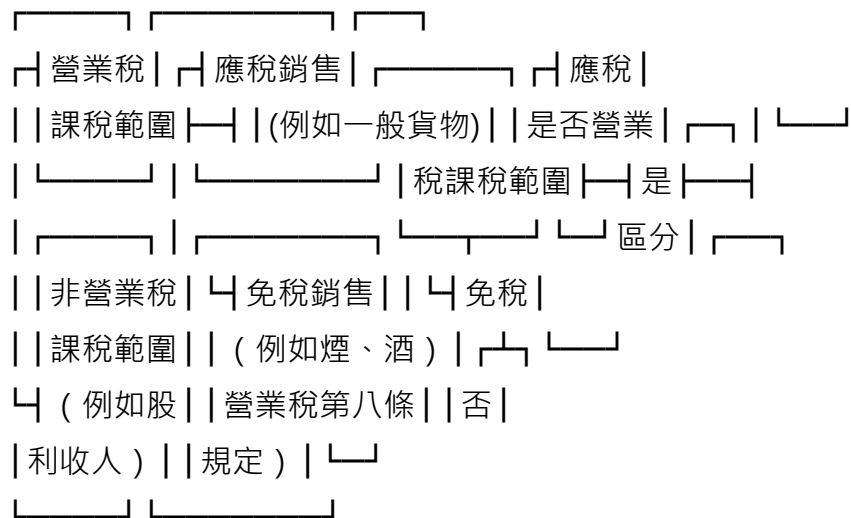 ┌─────┐┌────────┐┌───┐
┌┤營業稅│┌┤應稅銷售│┌──────┐┌┤應稅│
││課稅範圍├─┤│(例如一般貨物)││是否營業│┌─┐│└───┘
│└─────┘│└────────┘│稅課稅範圍├─┤是├──┤
│┌─────┐│┌────────┐└──┬───┘└─┘區分│┌───┐
││非營業稅│└┤免稅銷售││└┤免稅│
││課稅範圍││(例如煙、酒)│┌┴┐└───┘
└┤(例如股││營業稅第八條││否│
│利收人)││規定)│└─┘
└─────┘└────────┘